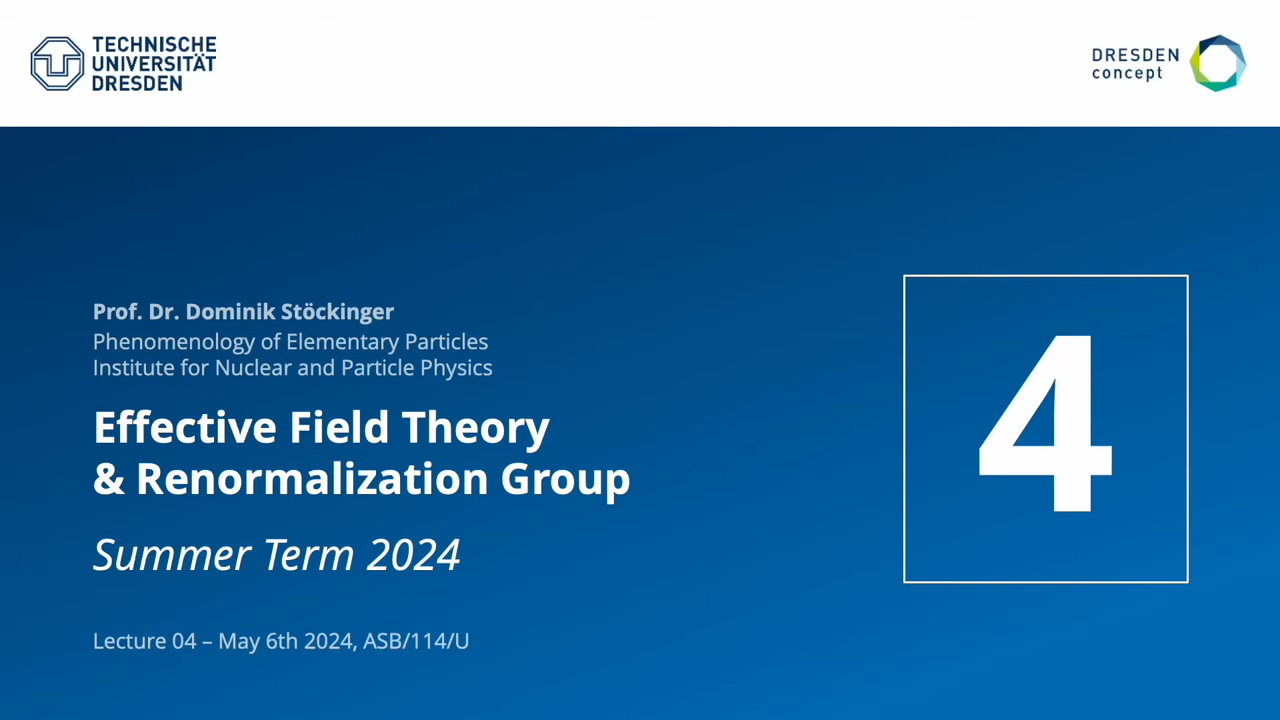 TECHNISCHE
UNIVERSITÄT
DRESDEN
DRESDEN
concept
Prof. Dr. Dominik Stöckinger
Phenomenology of Elementary Particles
Institute for Nuclear and Particle Physics
Effective Field Theory
& Renormalization Group
Summer Term 2024
Lecture 04 – May 6th 2024, ASB/114/U
4